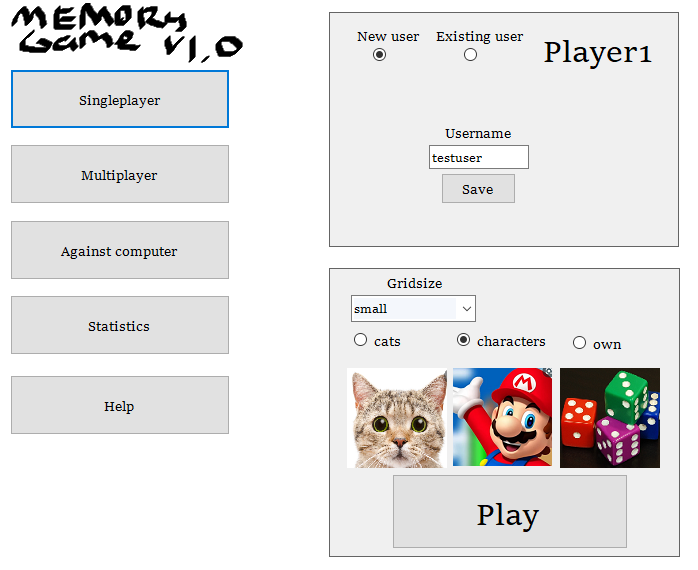 MEMORY
GAME V1.0
Singleplayer
Multiplayer
Against computer
Statistics
Help
New user
Existing user
Player1
Username
testuser
Save
Gridsize
small
cats
characters
own
M
Play